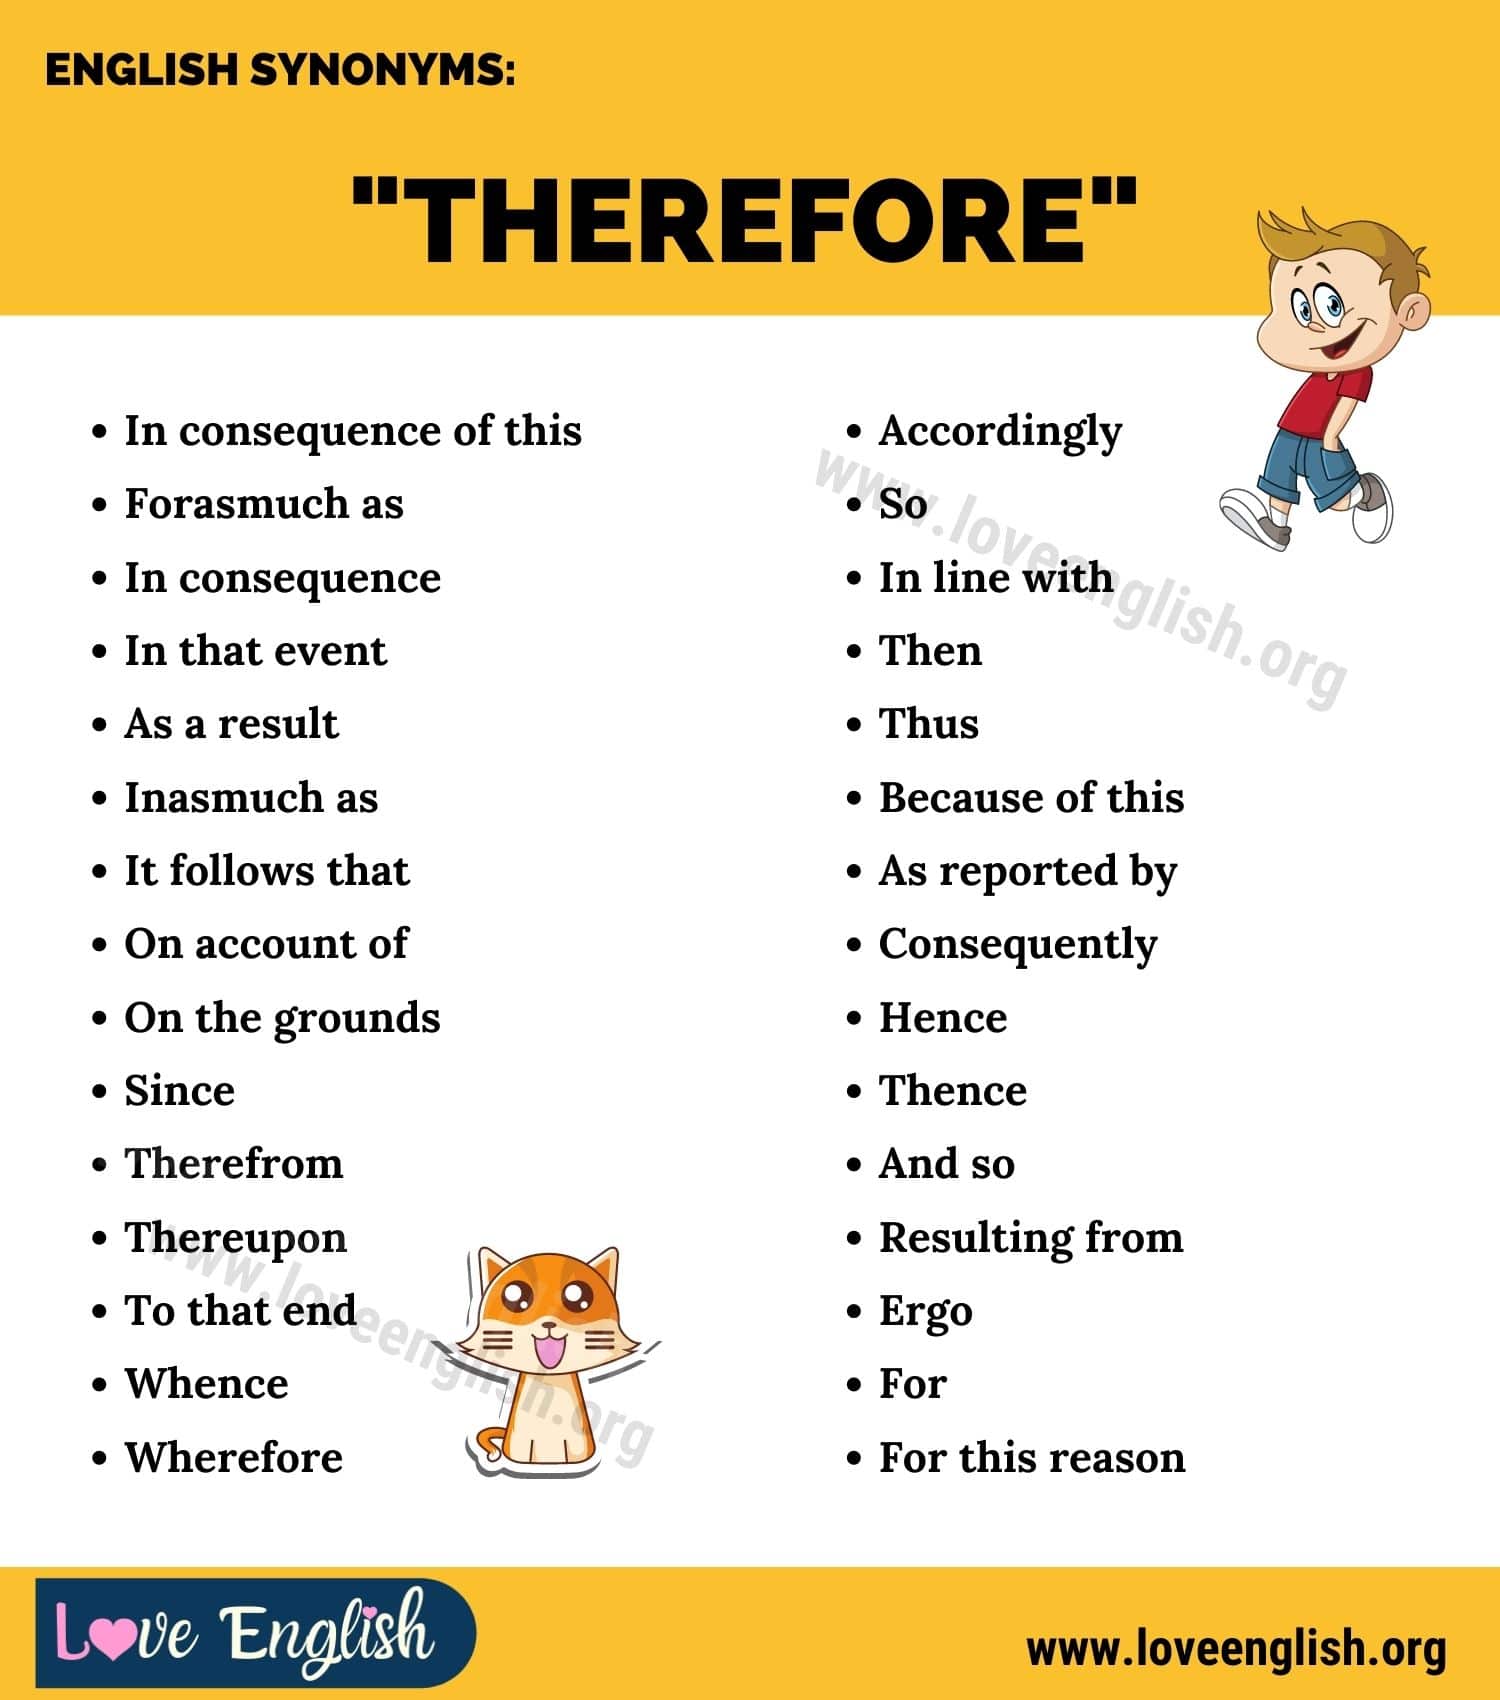 ENGLISH SYNONYMS:
"THEREFORE"
• In consequence of this
• Forasmuch as
• In consequence
• In that event
• As a result
• Inasmuch as
• It follows that
• On account of
• On the grounds
• Since
• Therefrom
• Thereupon
• To that end
• Whence
• Wherefore
• Accordingly
• So
• In line with
• Then
• Thus
• Because of this
• As reported by
• Consequently
• Hence
• Thence
• And so
• Resulting from
• Ergo
• For
• For this reason
www.loveenglish.org
www.loveenglish.org
Love English
www.loveenglish.org